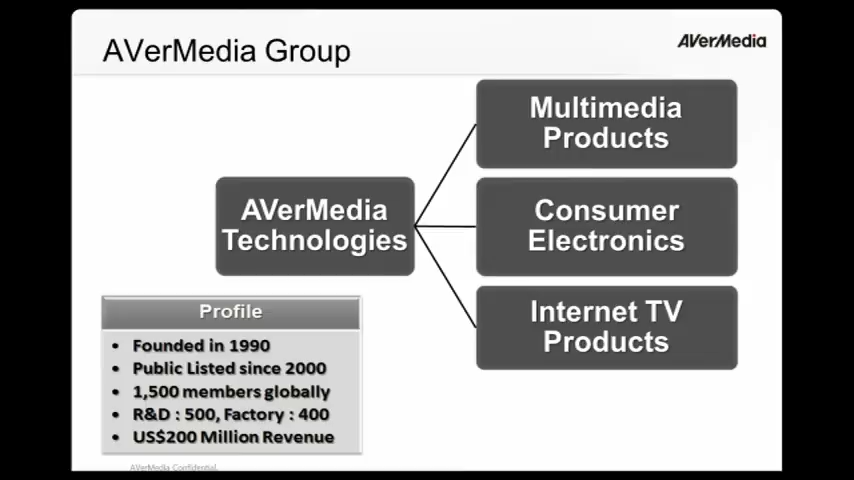 AVerMedia Group
AVerMedia
Multimedia
Products
AVerMedia
Technologies
Consumer
Electronics
Internet TV
Products
Profile
• Founded in 1990
• Public Listed since 2000
• 1,500 members globally
• R&D : 500, Factory : 400
• US$200 Million Revenue
AVerMedia Confidential.